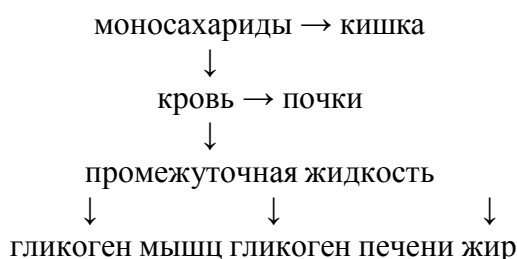 моносахариды → кишка
↓
кровь → почки
↓
промежуточная жидкость
↓ ↓ ↓
гликоген мышц гликоген печени жир